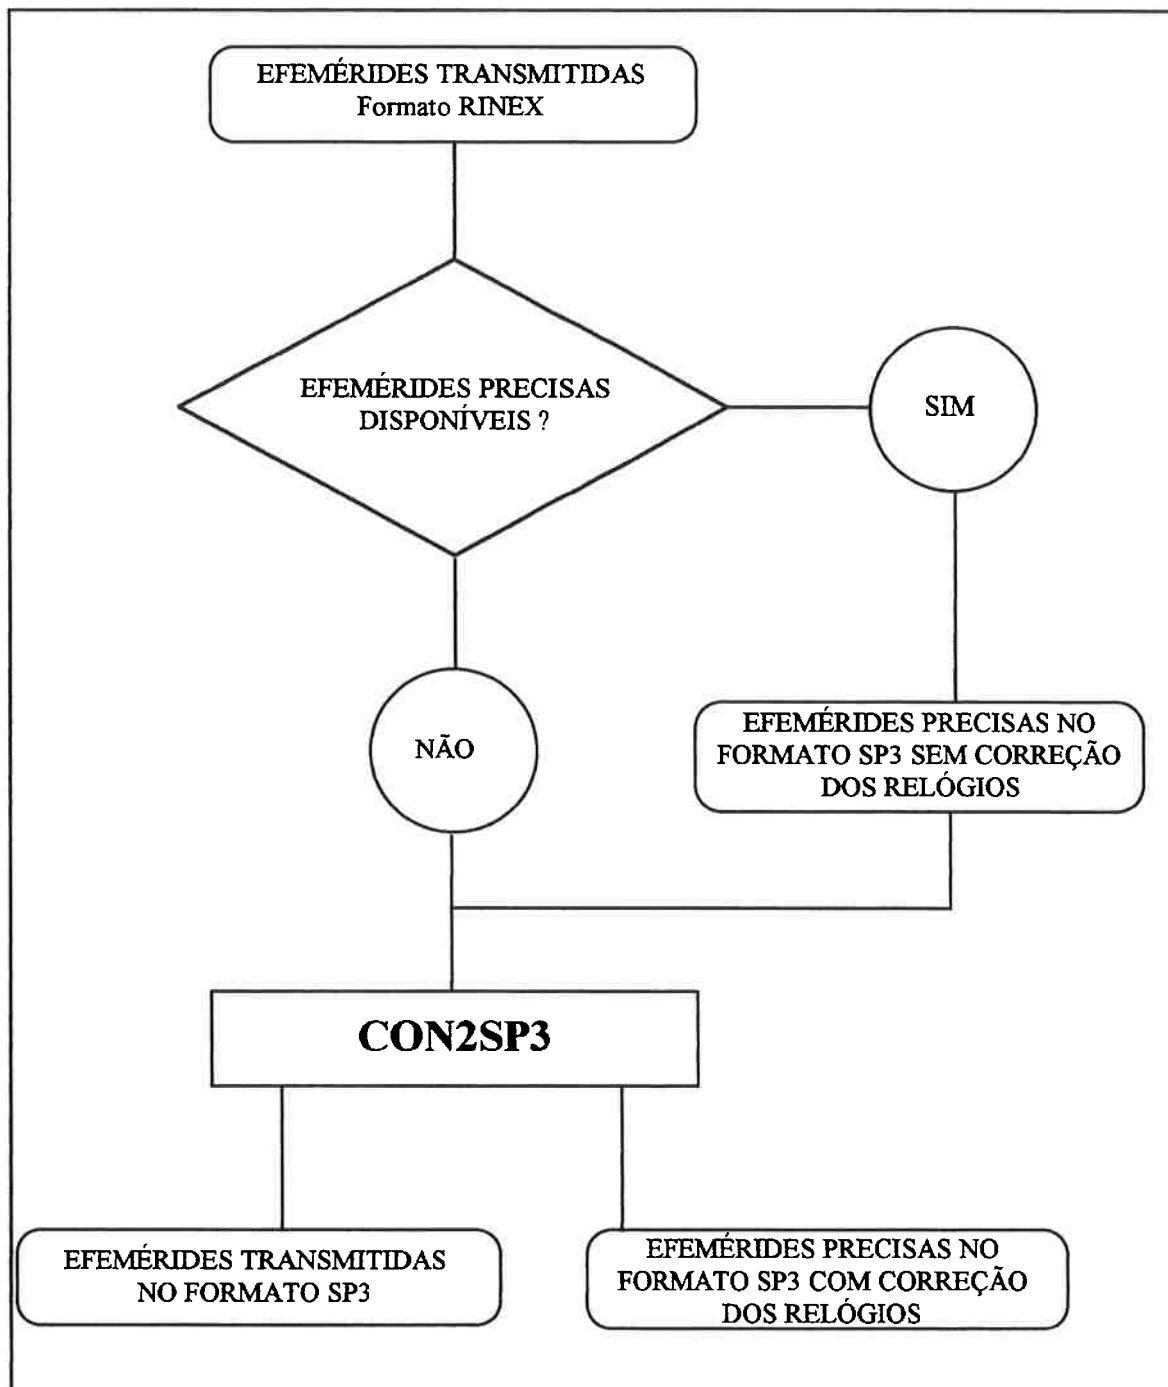 EFEMÉRIDES TRANSMITIDAS
Formato RINEX
EFEMÉRIDES PRECISAS
DISPONÍVEIS ?
SIM
NÃO
EFEMÉRIDES PRECISAS NO
FORMATO SP3 SEM CORREÇÃO
DOS RELÓGIOS
CON2SP3
EFEMÉRIDES TRANSMITIDAS
NO FORMATO SP3
EFEMÉRIDES PRECISAS NO
FORMATO SP3 COM CORREÇÃO
DOS RELÓGIOS